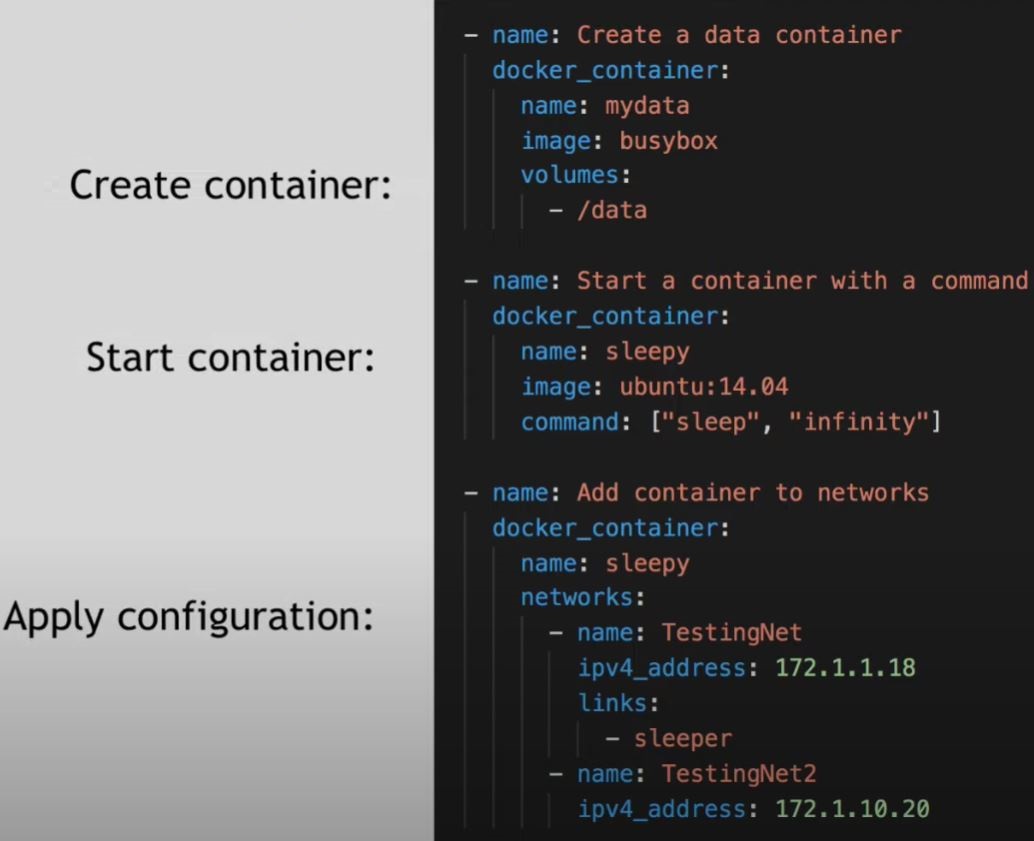 - name: Create a data container
docker_container:
name: mydata
image: busybox
Create container:
volumes:
- /data
- name: Start a container with a command
docker_container:
Start container:
name: sleepy
image: ubuntu:14.04
command: ["sleep", "infinity"]
- name: Add container to networks
docker_container:
name: sleepy
networks:
Apply configuration:
- name: TestingNet
ipv4_address: 172.1.1.18
links:
- sleeper
- name: TestingNet2
ipv4_address: 172.1.10.20